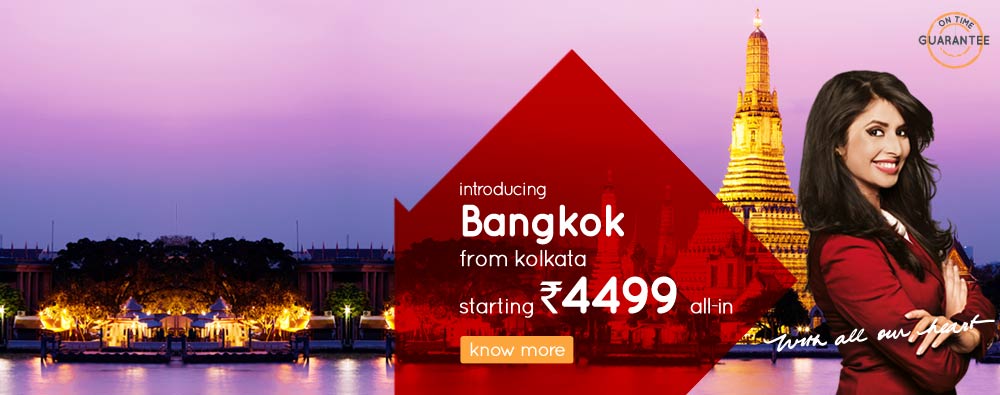 ON TIME
GUARANTEE
introducing
Bangkok
from kolkata
starting ₹4499 all-in
know more
With all our heart